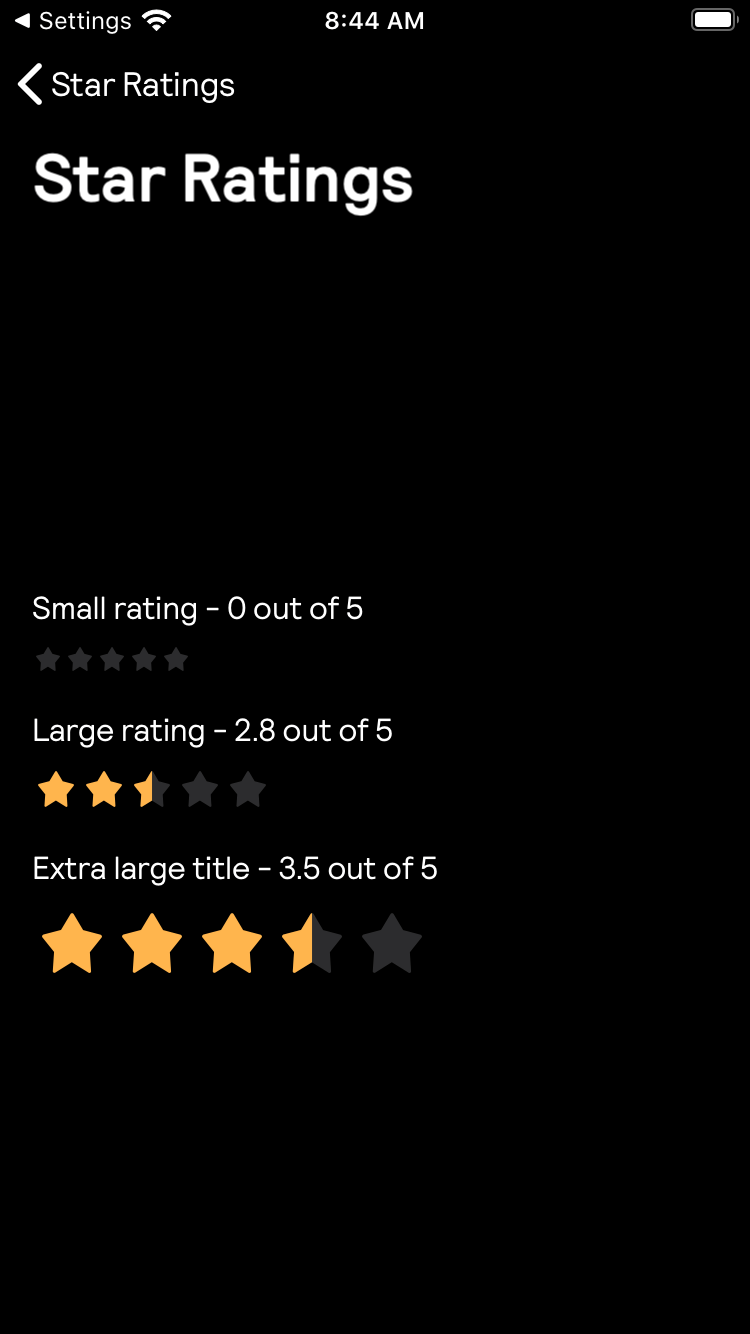 Settings 8:44 AM
Star Ratings
Star Ratings
Small rating - 0 out of 5
Large rating - 2.8 out of 5
Extra large title - 3.5 out of 5